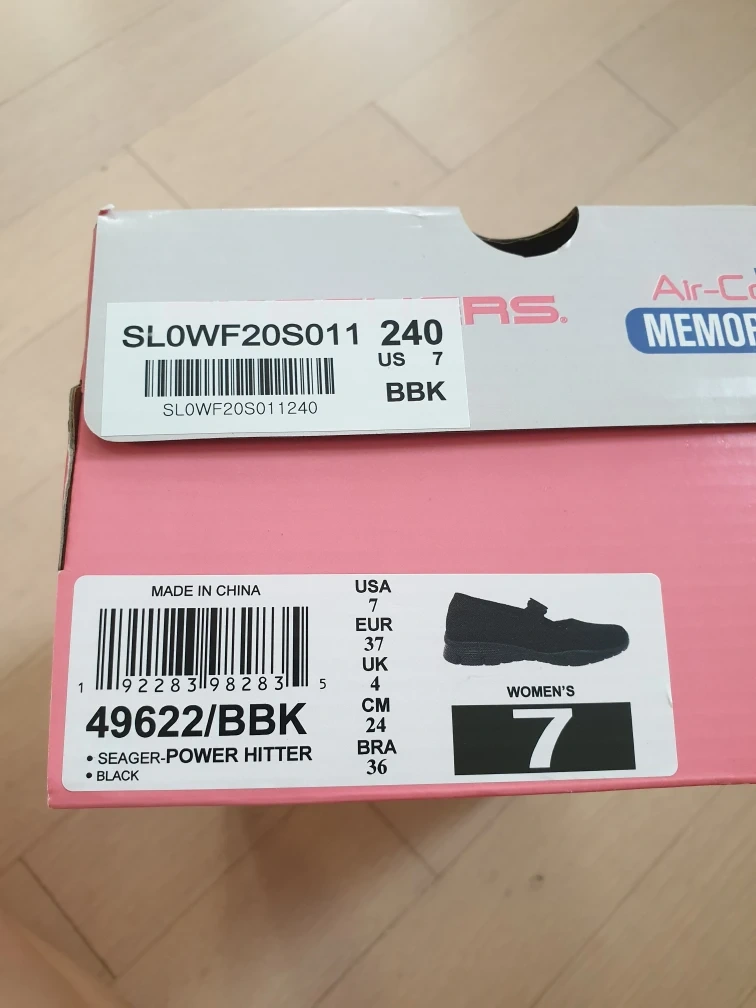 RS.
Air-Co
MEMOR
SL0WF20S011 240
US 7
BBK
SL0WF20S011240
MADE IN CHINA
1 92283 98283 5
49622/BBK
• SEAGER-POWER HITTER
• BLACK
USA
7
EUR
37
UK
4
CM
24
BRA
36
WOMEN'S
7